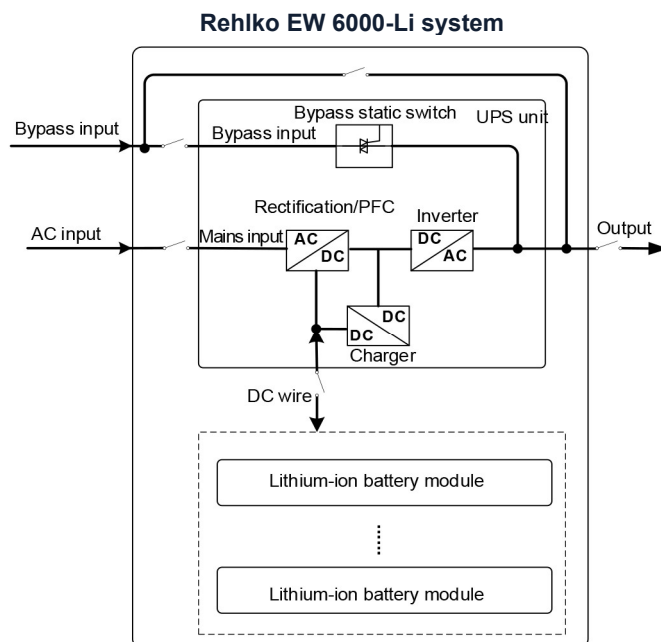 Rehlko EW 6000-Li system
Bypass static switch
UPS unit
Bypass input
Bypass input
Rectification/PFC
Inverter
Output
AC input
Mains input
AC
DC
DC
AC
DC
DC
Charger
DC wire
Lithium-ion battery module
Lithium-ion battery module